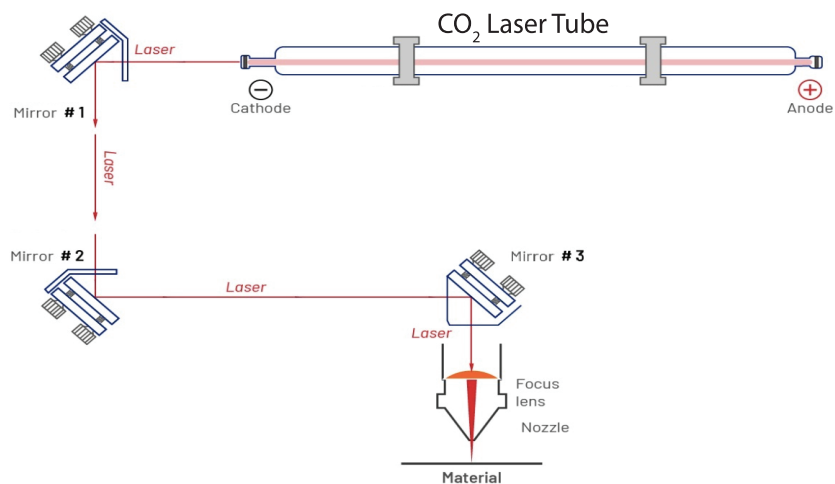 CO₂ Laser Tube
Laser
Cathode
Anode
Mirror # 1
Laser
Mirror # 2
Mirror # 3
Laser
Laser
Focus
lens
Nozzle
Material